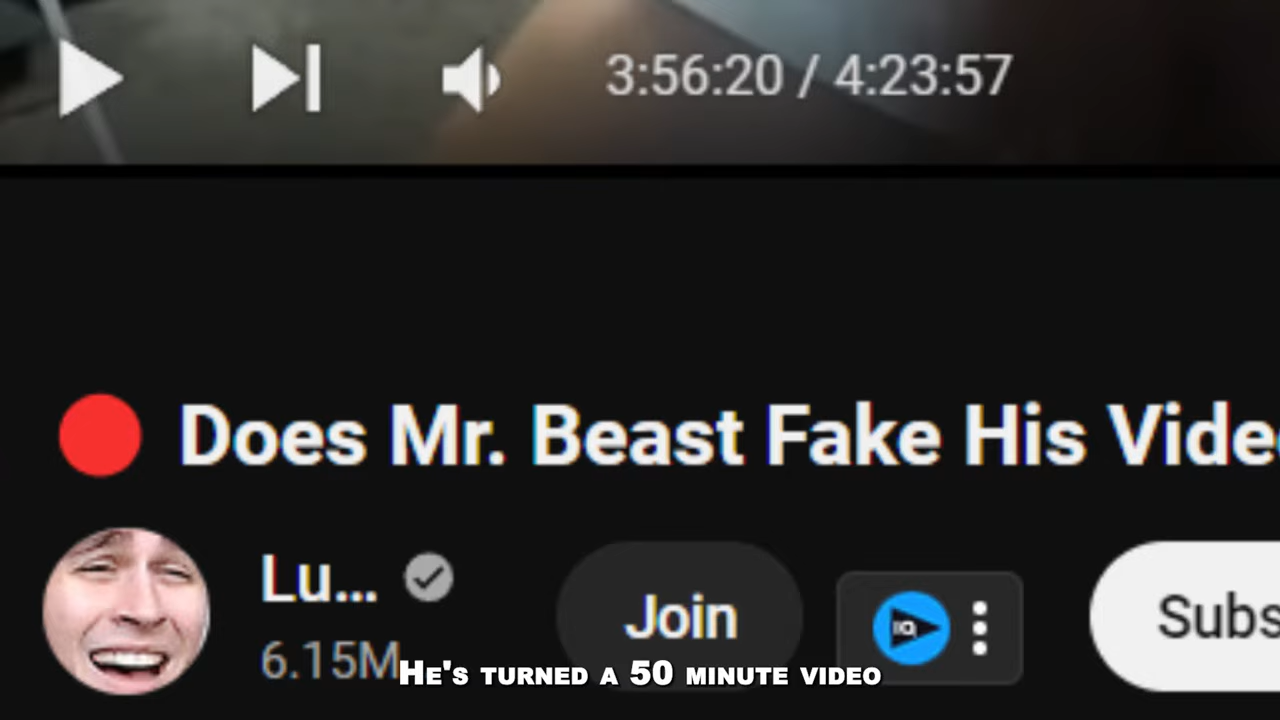 3:56:20 / 4:23:57
Does Mr. Beast Fake His Vide
Lu...
6.15M
Join
IQ
Subs
He's turned a 50 minute video